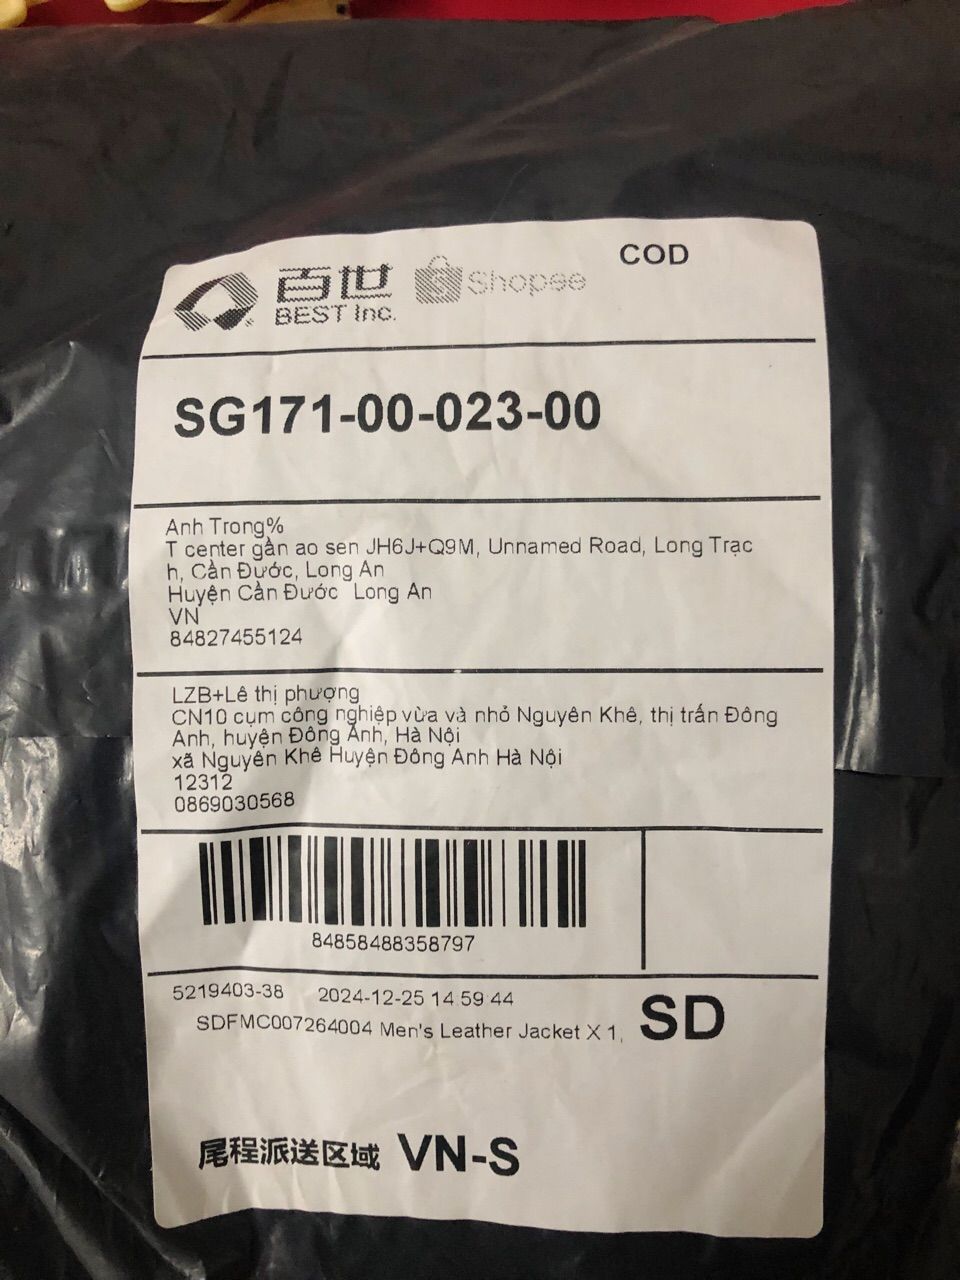 百世
BEST Inc.
Shopee
COD
SG171-00-023-00
Anh Trong%
T center gần ao sen JH6J+Q9M, Unnamed Road, Long Trạc
h, Cần Đước, Long An
Huyện Cần Đước Long An
VN
84827455124
LZB+Lê thị phượng
CN10 cụm công nghiệp vừa và nhỏ Nguyên Khê, thị trấn Đông
Anh, huyện Đông Anh, Hà Nội
xã Nguyên Khê Huyện Đông Anh Hà Nội
12312
0869030568
84858488358797
5219403-38 2024-12-25 14:59:44
SDFMC007264004 Men's Leather Jacket X 1,
SD
尾程派送区域 VN-S